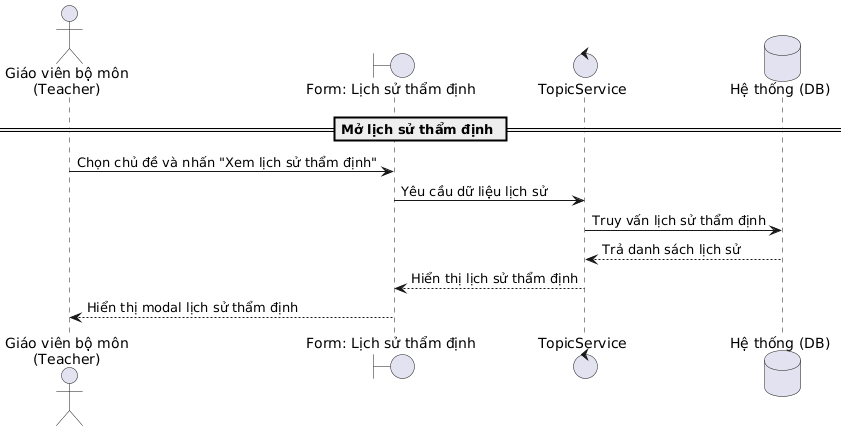 Giáo viên bộ môn
(Teacher)
Form: Lịch sử thẩm định
TopicService
Hệ thống (DB)
Mở lịch sử thẩm định
Chọn chủ đề và nhấn "Xem lịch sử thẩm định"
Yêu cầu dữ liệu lịch sử
Truy vấn lịch sử thẩm định
Trả danh sách lịch sử
Hiển thị lịch sử thẩm định
Hiển thị modal lịch sử thẩm định
Giáo viên bộ môn
(Teacher)
Form: Lịch sử thẩm định
TopicService
Hệ thống (DB)